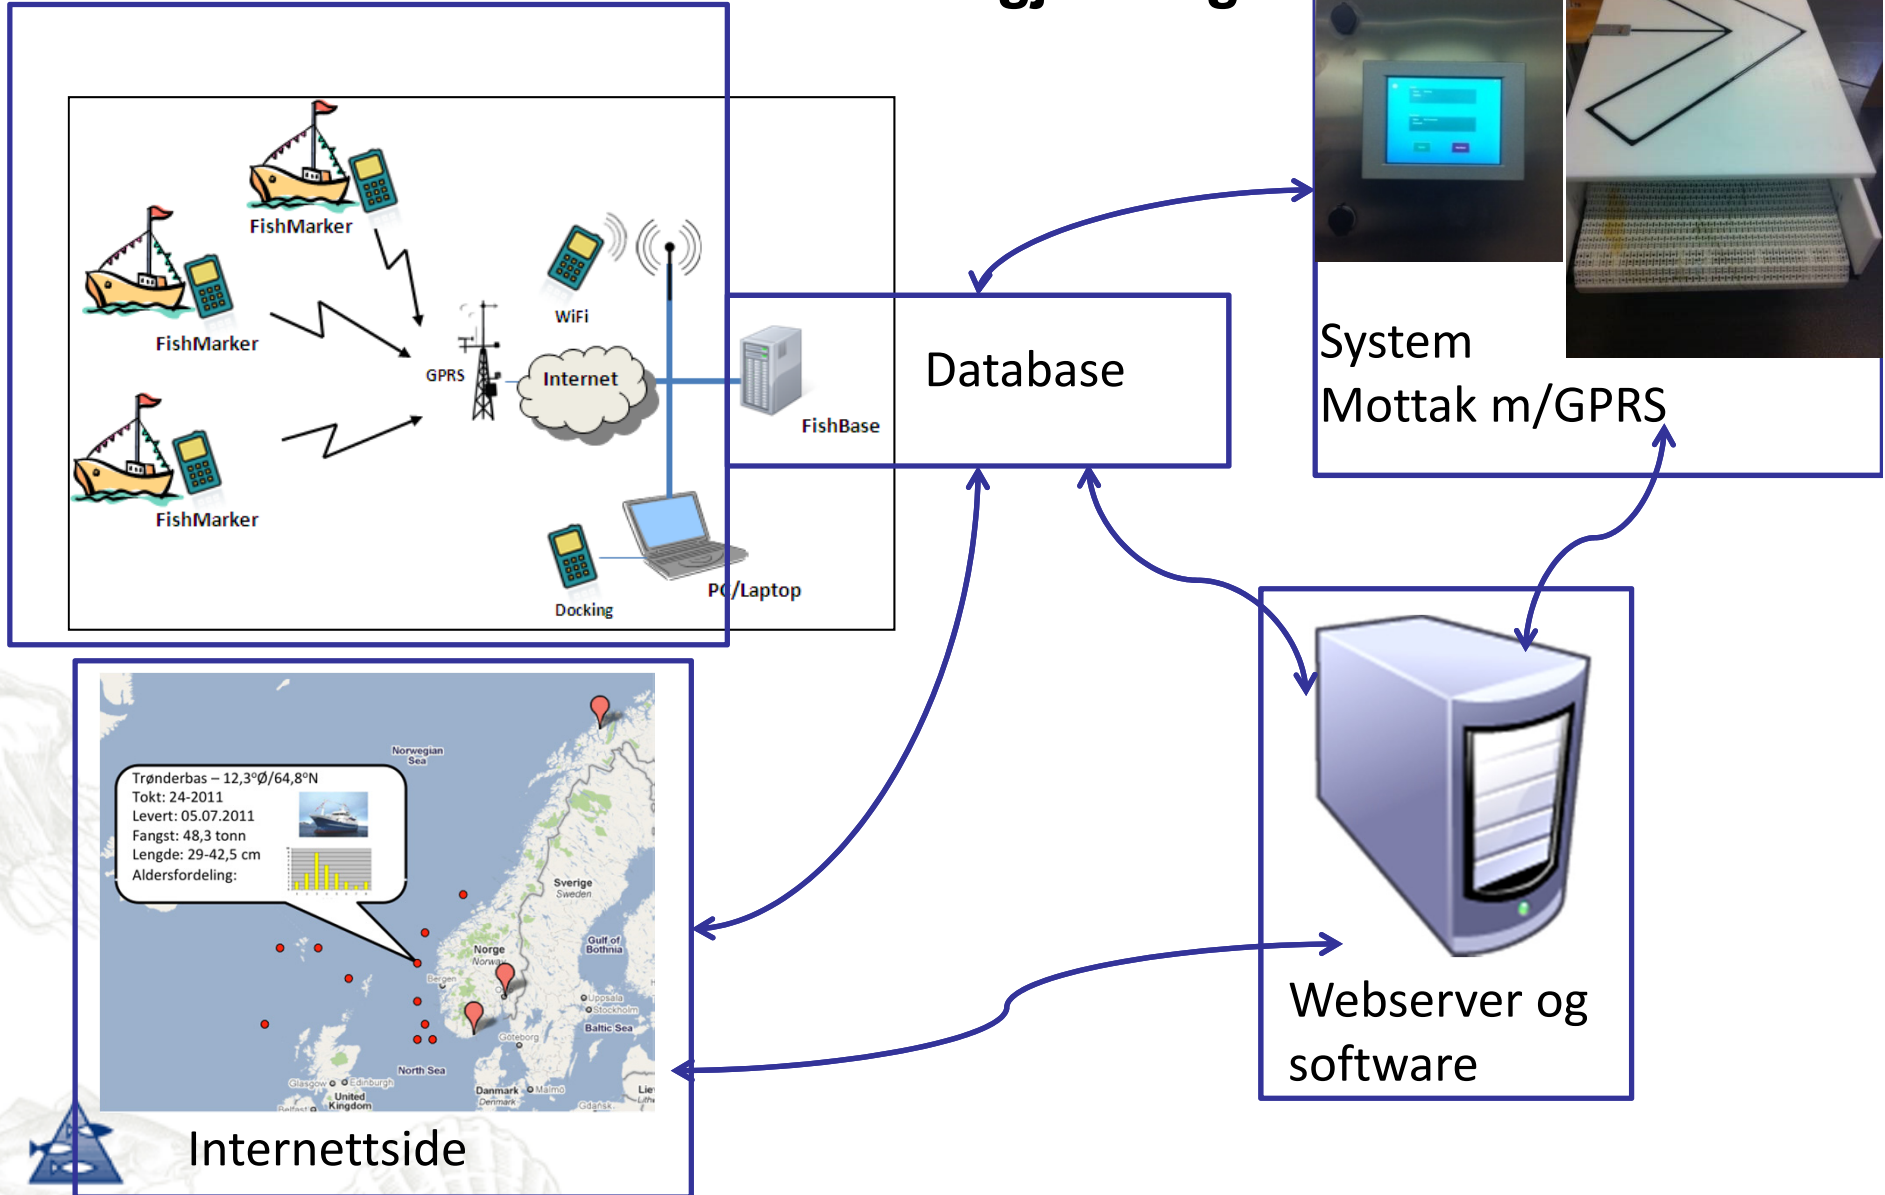 FishMarker
FishMarker
FishMarker
GPRS
WiFi
Internet
FishBase
PC/Laptop
Docking
Database
System
Mottak m/GPRS
Webserver og
software
Trønderbas – 12,3°Ø/64,8°N
Tokt: 24-2011
Levert: 05.07.2011
Fangst: 48,3 tonn
Lengde: 29-42,5 cm
Aldersfordeling:
Norwegian
Sea
Sverige
Sweden
Norge
Norway
Bergen
Gulf of
Bothnia
Uppsala
Stockholm
Baltic Sea
Göteborg
North Sea
Glasgow
Edinburgh
United
Kingdom
Belfast
Danmark
Denmark
Malmö
Gdańsk
Internettside